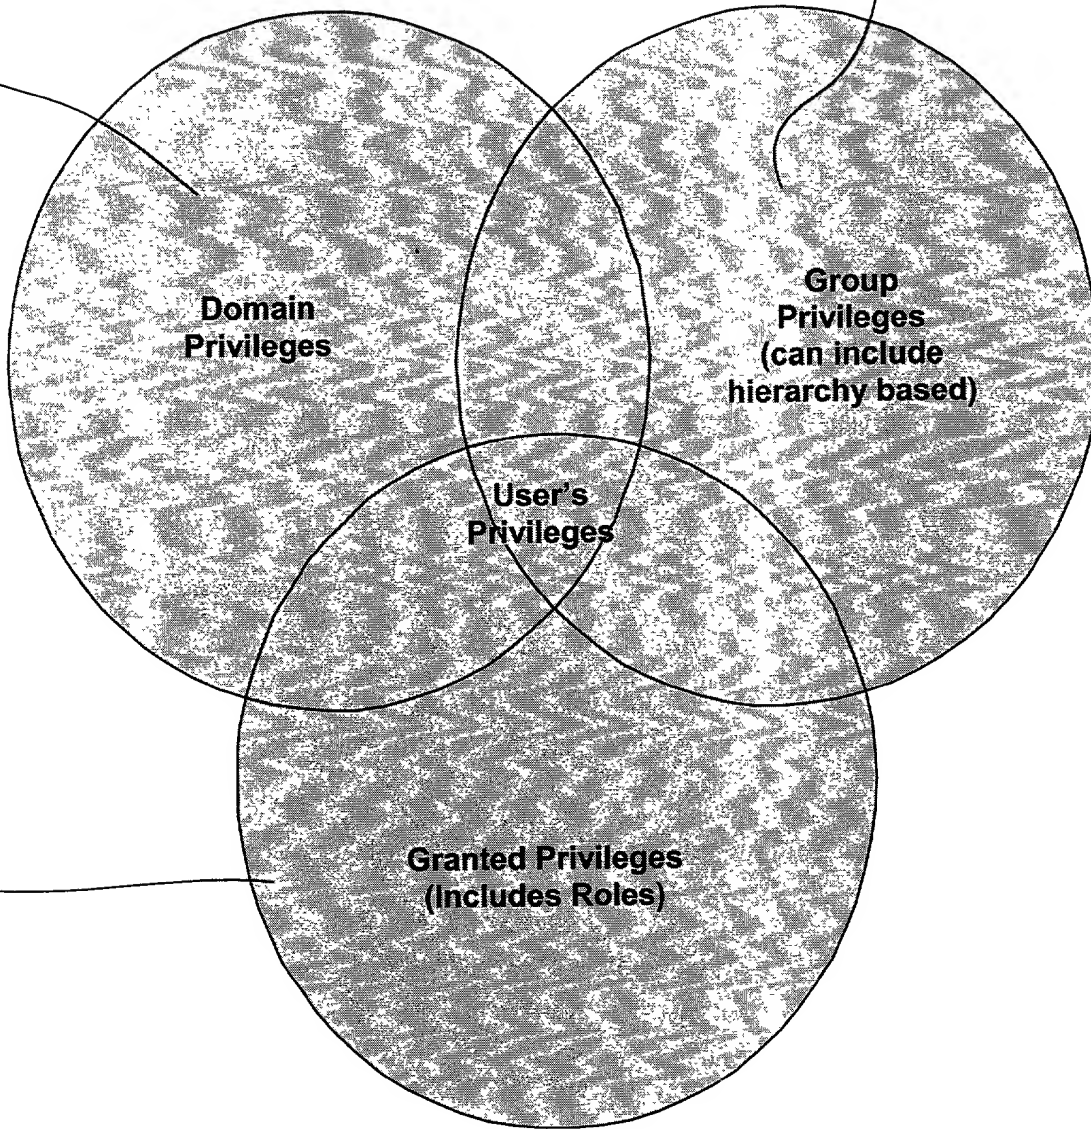 Domain
Privileges
Group
Privileges
(can include
hierarchy based)
User's
Privileges
Granted Privileges
(Includes Roles)